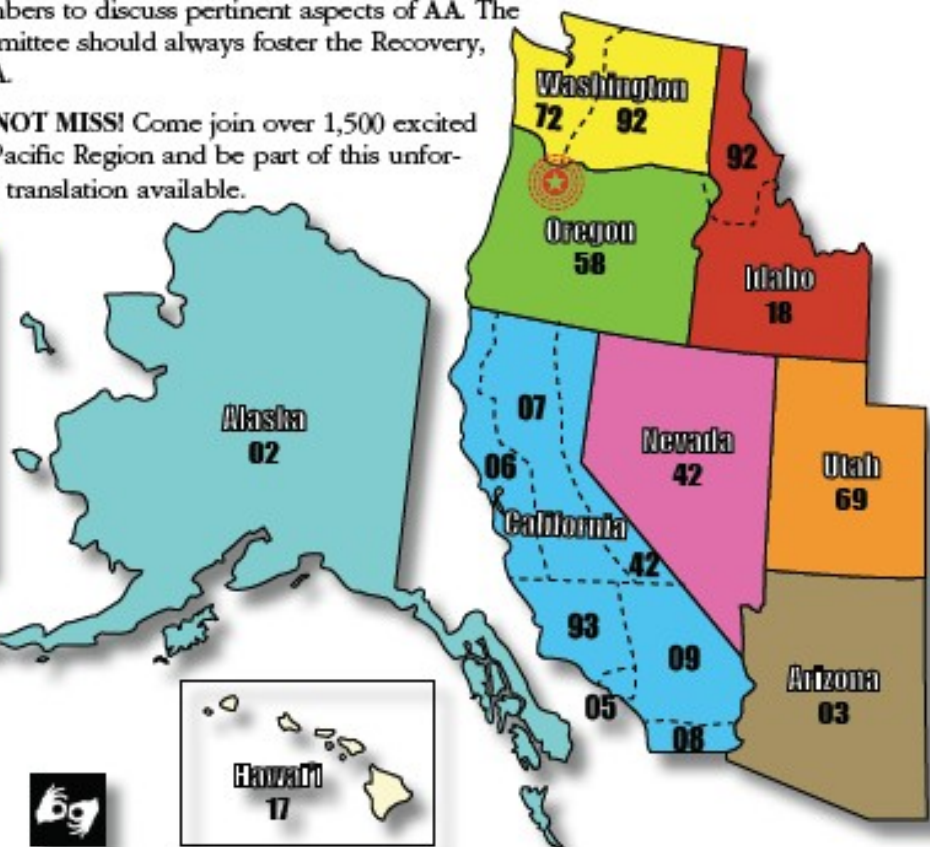 bers to discuss pertinent aspects of AA. The
mittee should always foster the Recovery,
A.
NOT MISS! Come join over 1,500 excited
Pacific Region and be part of this unfor-
translation available.
Washington
72 92
92
Oregon
58
Idaho
18
Alaska
02
07
Nevada
42
Utah
69
06
California
42
93
09
05
08
Arizona
03
Hawai'i
17